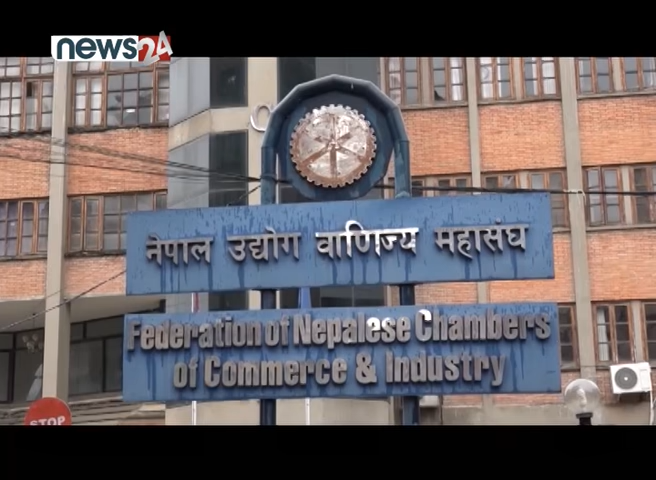 news24
नेपाल उद्योग वाणिज्य महासंघ
Federation of Nepalese Chambers
of Commerce & Industry
STOP